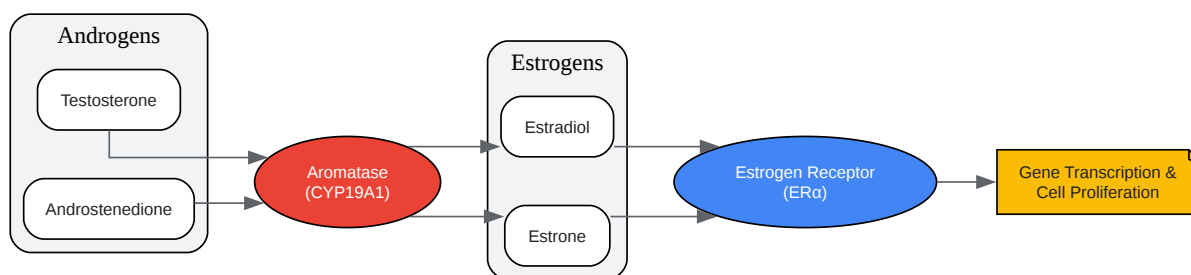 Androgens
Testosterone
Androstenedione
Aromatase
(CYP19A1)
Estrogens
Estradiol
Estrone
Estrogen Receptor
(ERα)
Gene Transcription &
Cell Proliferation